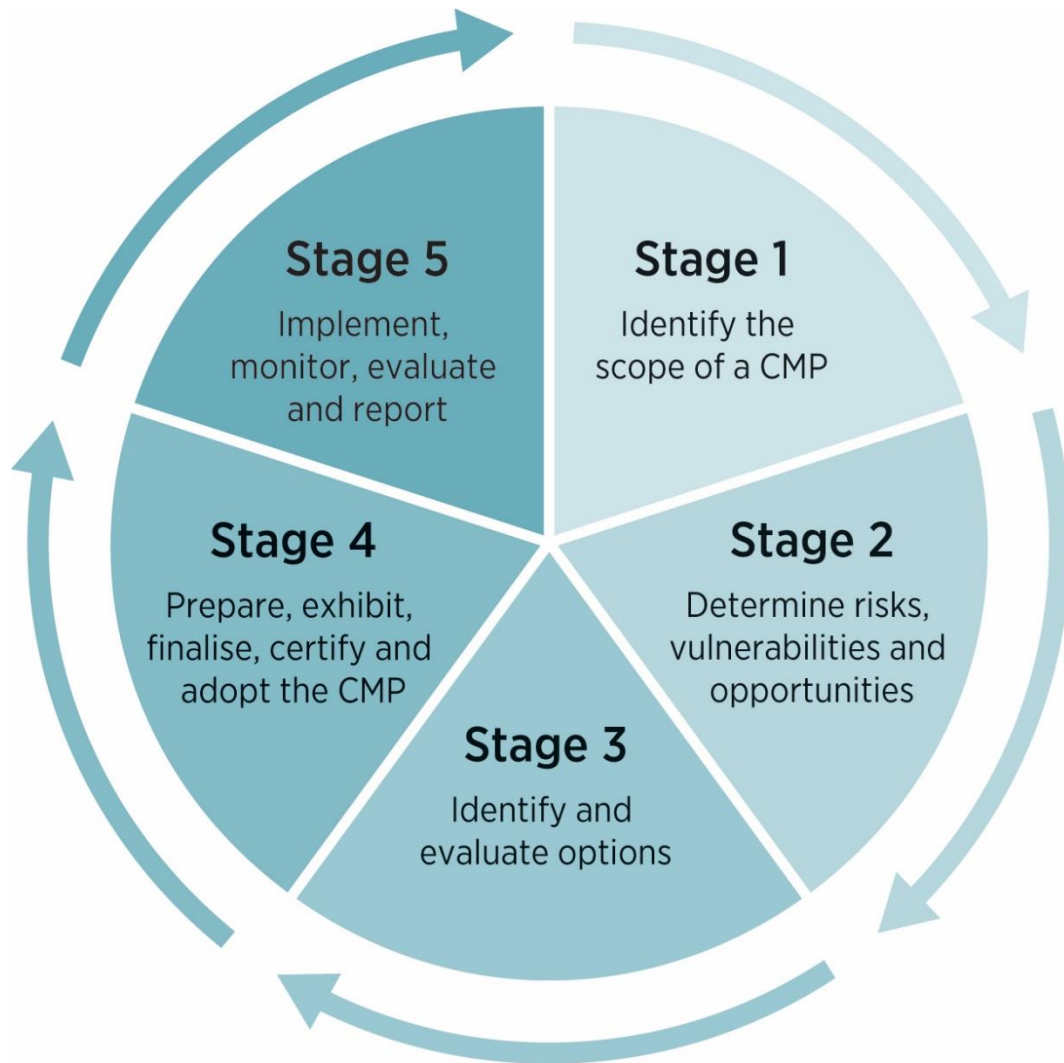 Stage 1
Identify the
scope of a CMP
Stage 2
Determine risks,
vulnerabilities and
opportunities
Stage 3
Identify and
evaluate options
Stage 4
Prepare, exhibit,
finalise, certify and
adopt the CMP
Stage 5
Implement,
monitor, evaluate
and report